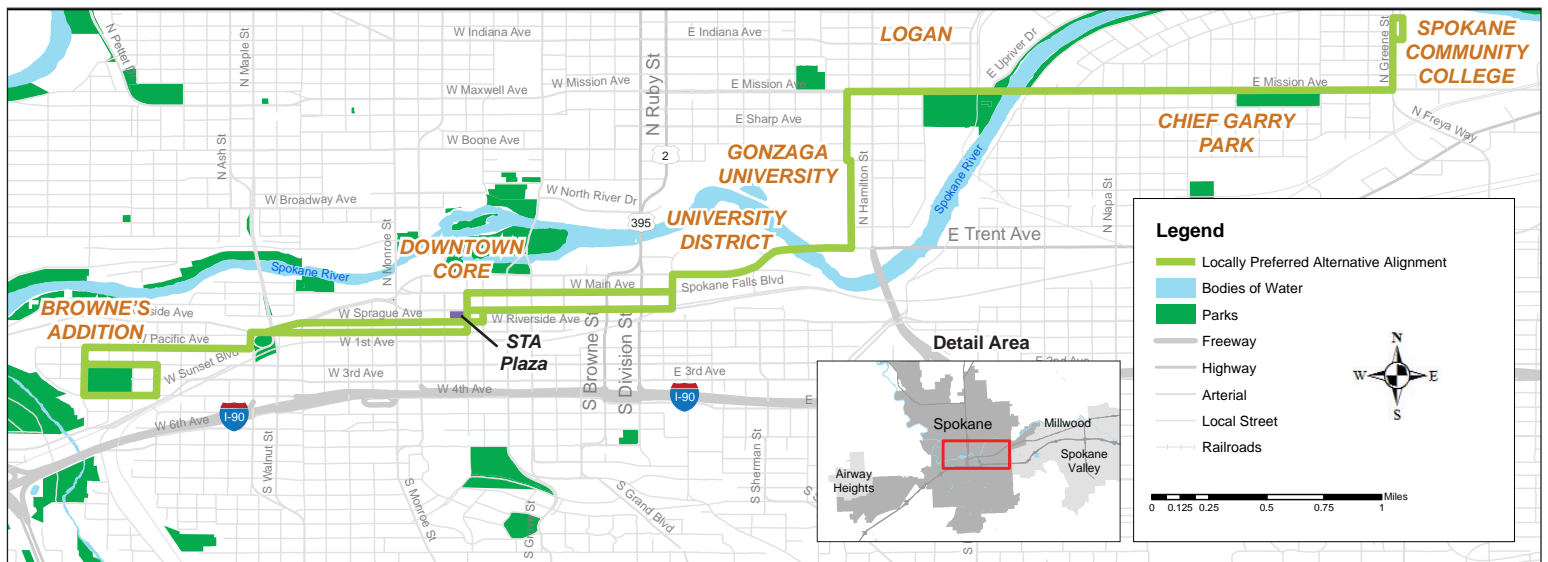 N Pettet Dr
N Maple St
W Indiana Ave
E Indiana Ave
LOGAN
E Upriver Dr
N Greene St
SPOKANE
COMMUNITY
COLLEGE
N Ruby St
W Mission Ave
E Mission Ave
E Mission Ave
W Maxwell Ave
E Sharp Ave
CHIEF GARRY
PARK
N Freya Way
N Ash St
W Boone Ave
2
GONZAGA
UNIVERSITY
N Hamilton St
Spokane River
N Napa St
W North River Dr
W Broadway Ave
395
UNIVERSITY
DISTRICT
E Trent Ave
N Monroe St
DOWNTOWN
CORE
Spokane River
W Main Ave
Spokane Falls Blvd
BROWNE'S
ADDITION
side Ave
W Sprague Ave
W Riverside Ave
W Pacific Ave
W 1st Ave
STA
Plaza
W Sunset Blvd
W 3rd Ave
E 3rd Ave
W 4th Ave
S Browne St
S Division St
I-90
I-90
E
W 6th Ave
S Walnut St
S Monroe St
S Grove St
S Grand Blvd
S Sherman St
Legend
Locally Preferred Alternative Alignment
Bodies of Water
Parks
Freeway
Highway
Arterial
Local Street
Railroads
0 0.125 0.25 0.5 0.75 1 Miles
N
W E
S
Detail Area
Spokane
Millwood
Spokane
Valley
Airway
Heights